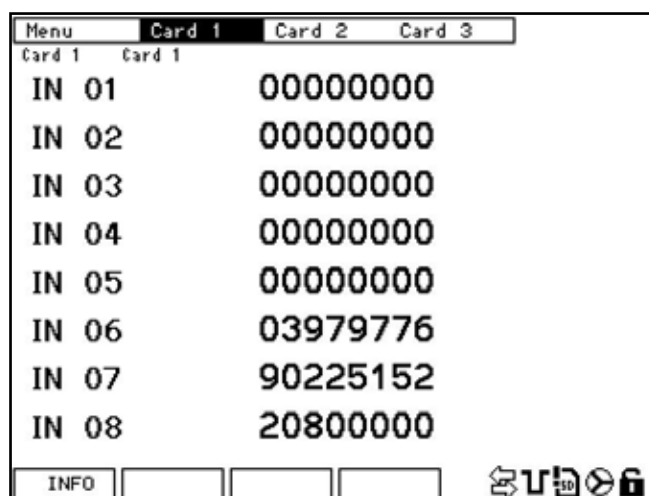 Menu Card 1 Card 2 Card 3
Card 1 Card 1
IN 01 00000000
IN 02 00000000
IN 03 00000000
IN 04 00000000
IN 05 00000000
IN 06 03979776
IN 07 90225152
IN 08 20800000
INFO SD